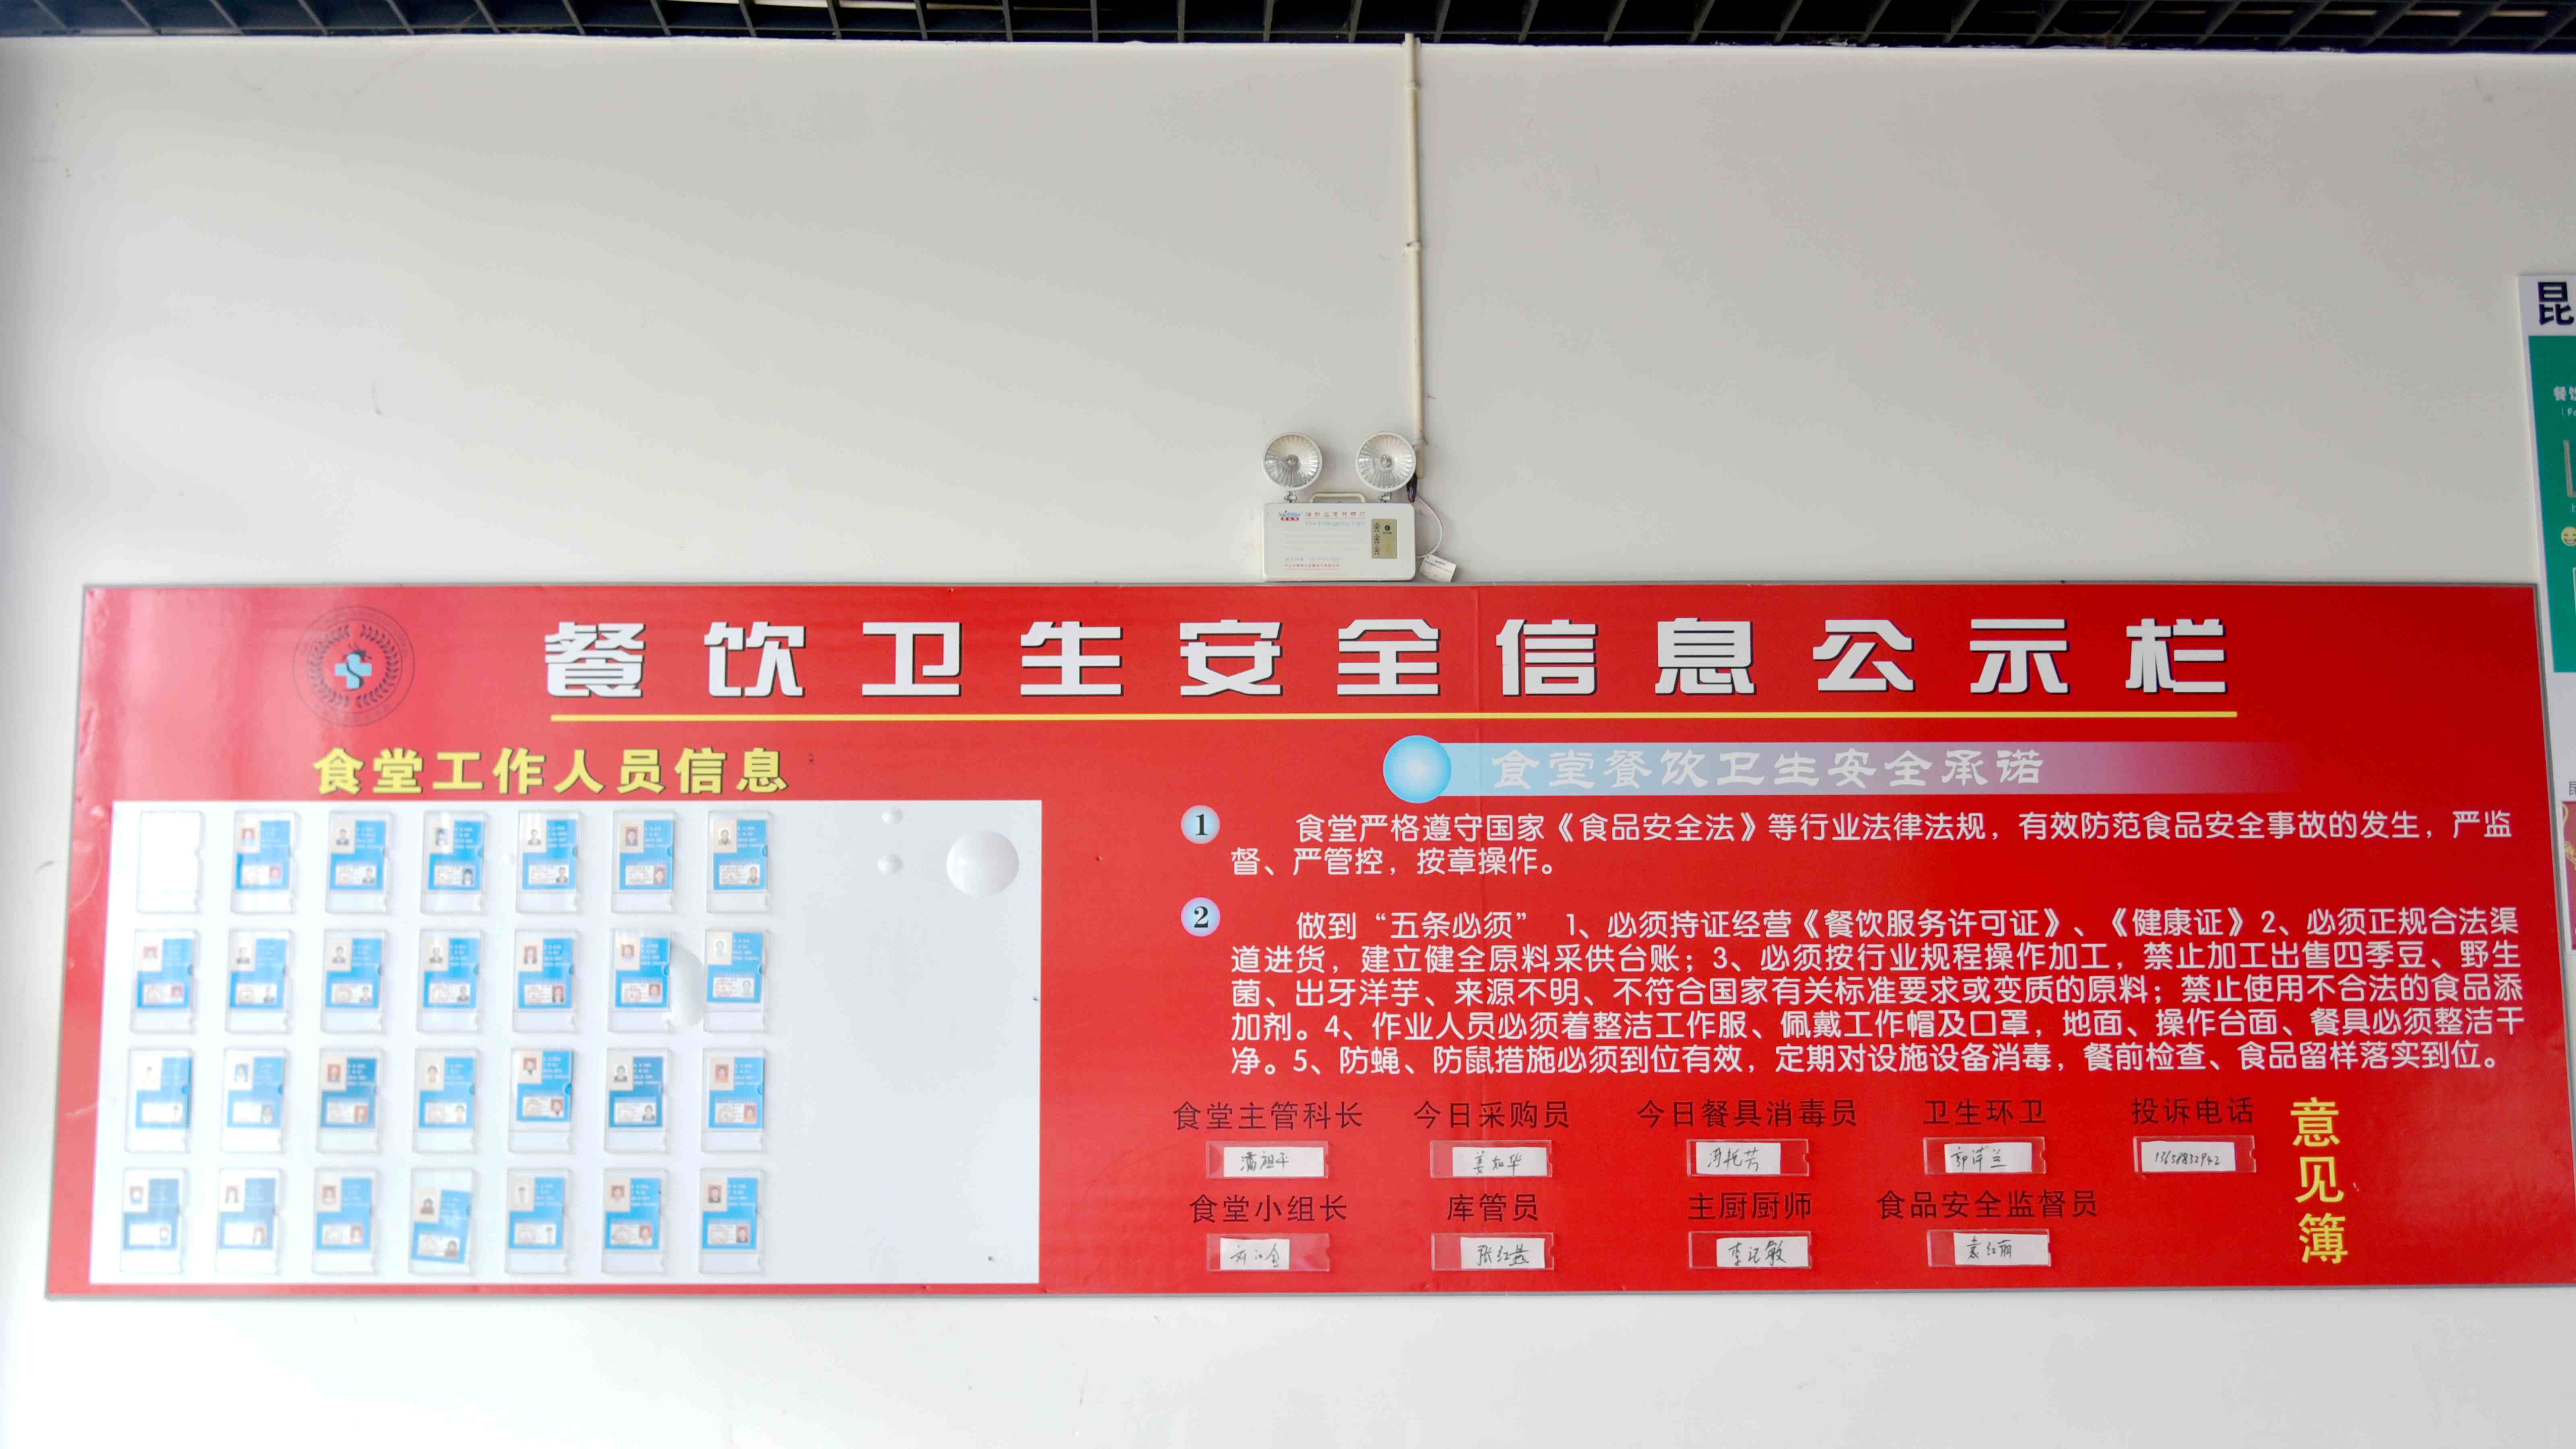 昆
餐饮卫生安全信息公示栏
食堂工作人员信息
食堂餐饮卫生安全承诺
1
食堂严格遵守国家《食品安全法》等行业法律法规，有效防范食品安全事故的发生，严监
督、严管控，按章操作。
2
做到“五条必须” 1、必须持证经营《餐饮服务许可证》、《健康证》2、必须正规合法渠
道进货，建立健全原料采供台账；3、必须按行业规程操作加工，禁止加工出售四季豆、野生
菌、出牙洋芋、来源不明、不符合国家有关标准要求或变质的原料；禁止使用不合法的食品添
加剂。4、作业人员必须着整洁工作服、佩戴工作帽及口罩，地面、操作台面、餐具必须整洁干
净。5、防蝇、防鼠措施必须到位有效，定期对设施设备消毒，餐前检查、食品留样落实到位。
食堂主管科长 今日采购员 今日餐具消毒员 卫生环卫 投诉电话
潘祖平 姜如华
食堂小组长 库管员 主厨厨师 食品安全监督员
袁红丽
意见簿